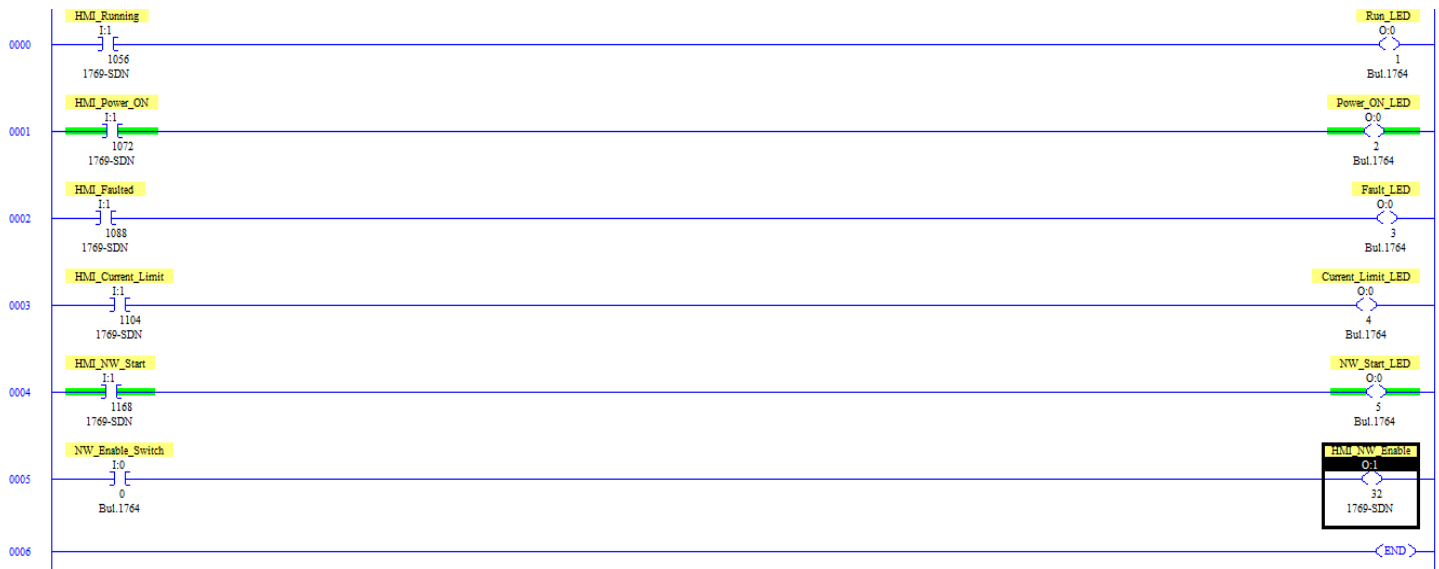 HMI_Running
Run_LED
I:1
O:0
0000
1056
1
1769-SDN
Bul.1764
HMI_Power_ON
Power_ON_LED
I:1
O:0
0001
1072
2
1769-SDN
Bul.1764
HMI_Faulted
Fault_LED
I:1
O:0
0002
1088
3
1769-SDN
Bul.1764
HMI_Current_Limit
Current_Limit_LED
I:1
O:0
0003
1104
4
1769-SDN
Bul.1764
HMI_NW_Start
NW_Start_LED
I:1
O:0
0004
1168
5
1769-SDN
Bul.1764
NW_Enable_Switch
HMI_NW_Enable
I:0
O:1
0005
0
32
Bul.1764
1769-SDN
0006
END